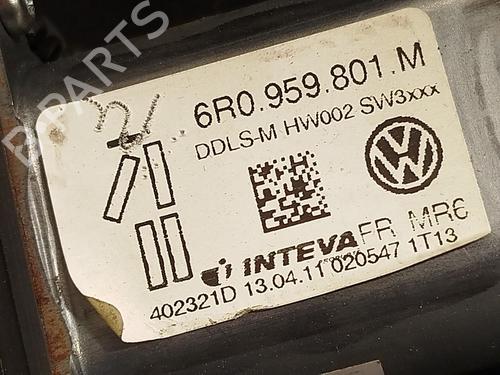 6R0.959.801.M
DDLS-M HW002 SW3xxx
INTEVA FR MR6
402321D 13.04.11 020547 1T13